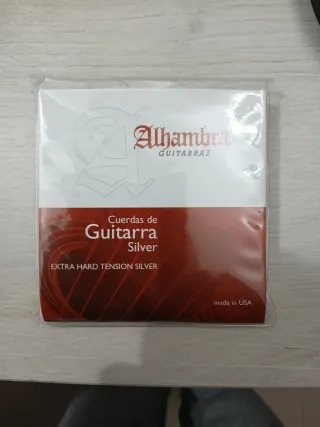 Alhambra
GUITARRAS
Cuerdas de
Guitarra
Silver
EXTRA HARD TENSION SILVER
made in USA